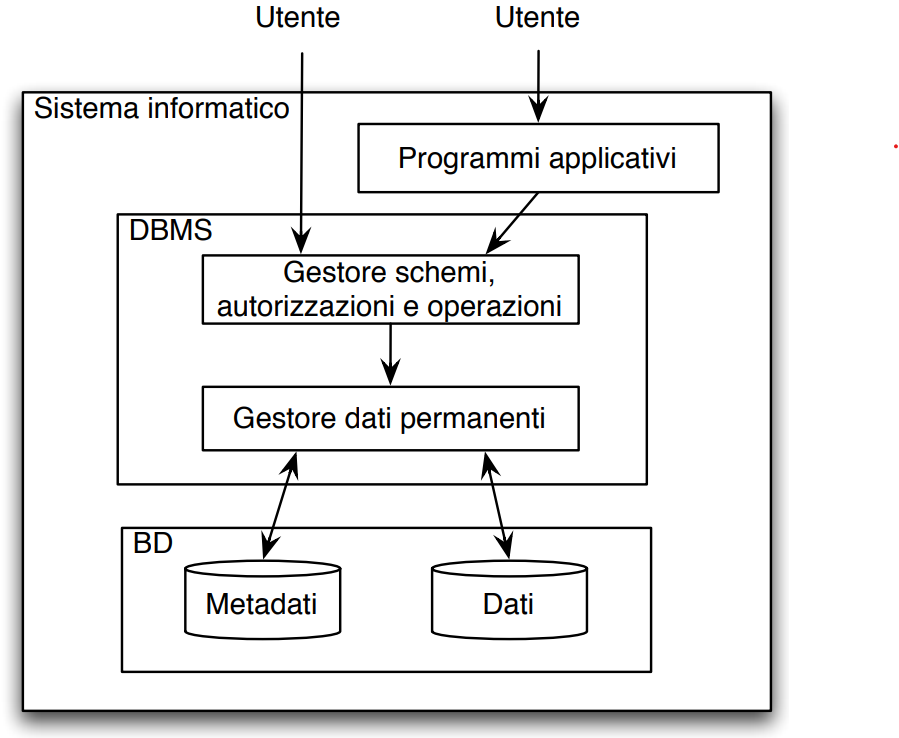 Utente
Utente
Sistema informatico
Programmi applicativi
DBMS
Gestore schemi,
autorizzazioni e operazioni
Gestore dati permanenti
BD
Metadati
Dati